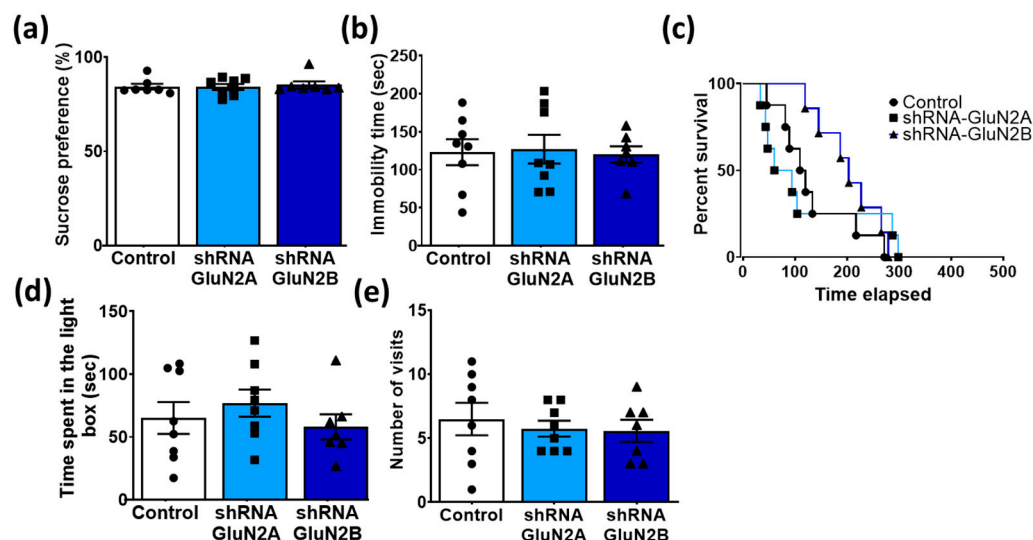 (a)
Sucrose preference (%)
100
50
0
Control
shRNA
GluN2A
shRNA
GluN2B
(b)
Immobility time (sec)
250
200
150
100
50
0
Control
shRNA
GluN2A
shRNA
GluN2B
(c)
Percent survival
100
50
0
0
100
200
300
400
500
Time elapsed
Control
shRNA-GluN2A
shRNA-GluN2B
(d)
Time spent in the light
box (sec)
150
100
50
0
Control
shRNA
GluN2A
shRNA
GluN2B
(e)
Number of visits
15
10
5
0
Control
shRNA
GluN2A
shRNA
GluN2B